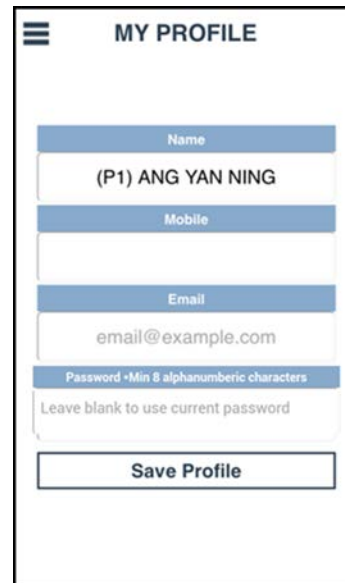 MY PROFILE
Name
(P1) ANG YAN NING
Mobile
Email
email@example.com
Password •Min 8 alphanumberic characters
Leave blank to use current password
Save Profile